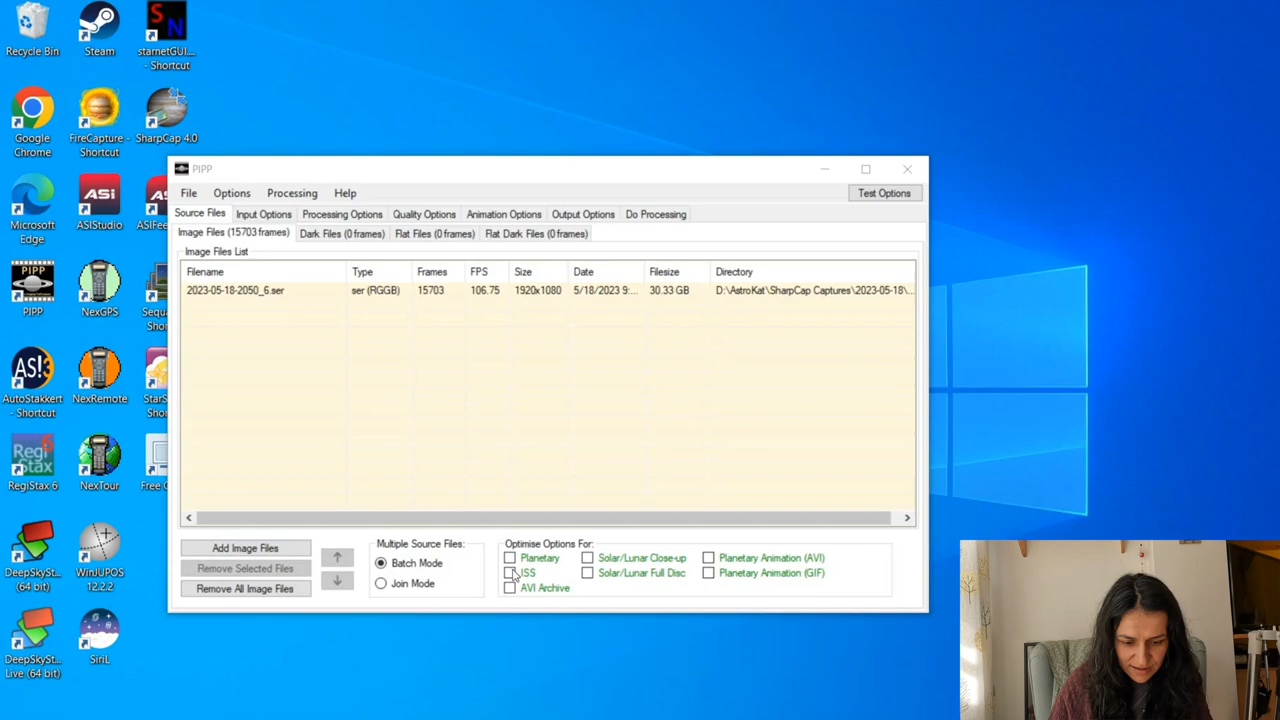 Recycle Bin
Steam
starnetGUI....
- Shortcut
Google
Chrome
FireCapture -
Shortcut
SharpCap 4.0
Microsoft
Edge
ASI
ASIStudio
PIPP
NexGPS
AS!3
AutoStakkert
- Shortcut
NexRemote
RegiStax 6
NexTour
DeepSkySt...
(64 bit)
WinJUPOS
12.2.2
DeepSkySt...
Live (64 bit)
SiriL
PIPP
File Options Processing Help Test Options
Source Files Input Options Processing Options Quality Options Animation Options Output Options Do Processing
Image Files (15703 frames) Dark Files (0 frames) Flat Files (0 frames) Flat Dark Files (0 frames)
Image Files List
Filename Type Frames FPS Size Date Filesize Directory
2023-05-18-2050_6.ser ser (RGGB) 15703 106.75 1920x1080 5/18/2023 9:... 30.33 GB D:\AstroKat\SharpCap Captures\2023-05-18\...
Add Image Files
Remove Selected Files
Remove All Image Files
Multiple Source Files:
Batch Mode
Join Mode
Optimise Options For:
Planetary Solar/Lunar Close-up Planetary Animation (AVI)
ISS Solar/Lunar Full Disc Planetary Animation (GIF)
AVI Archive